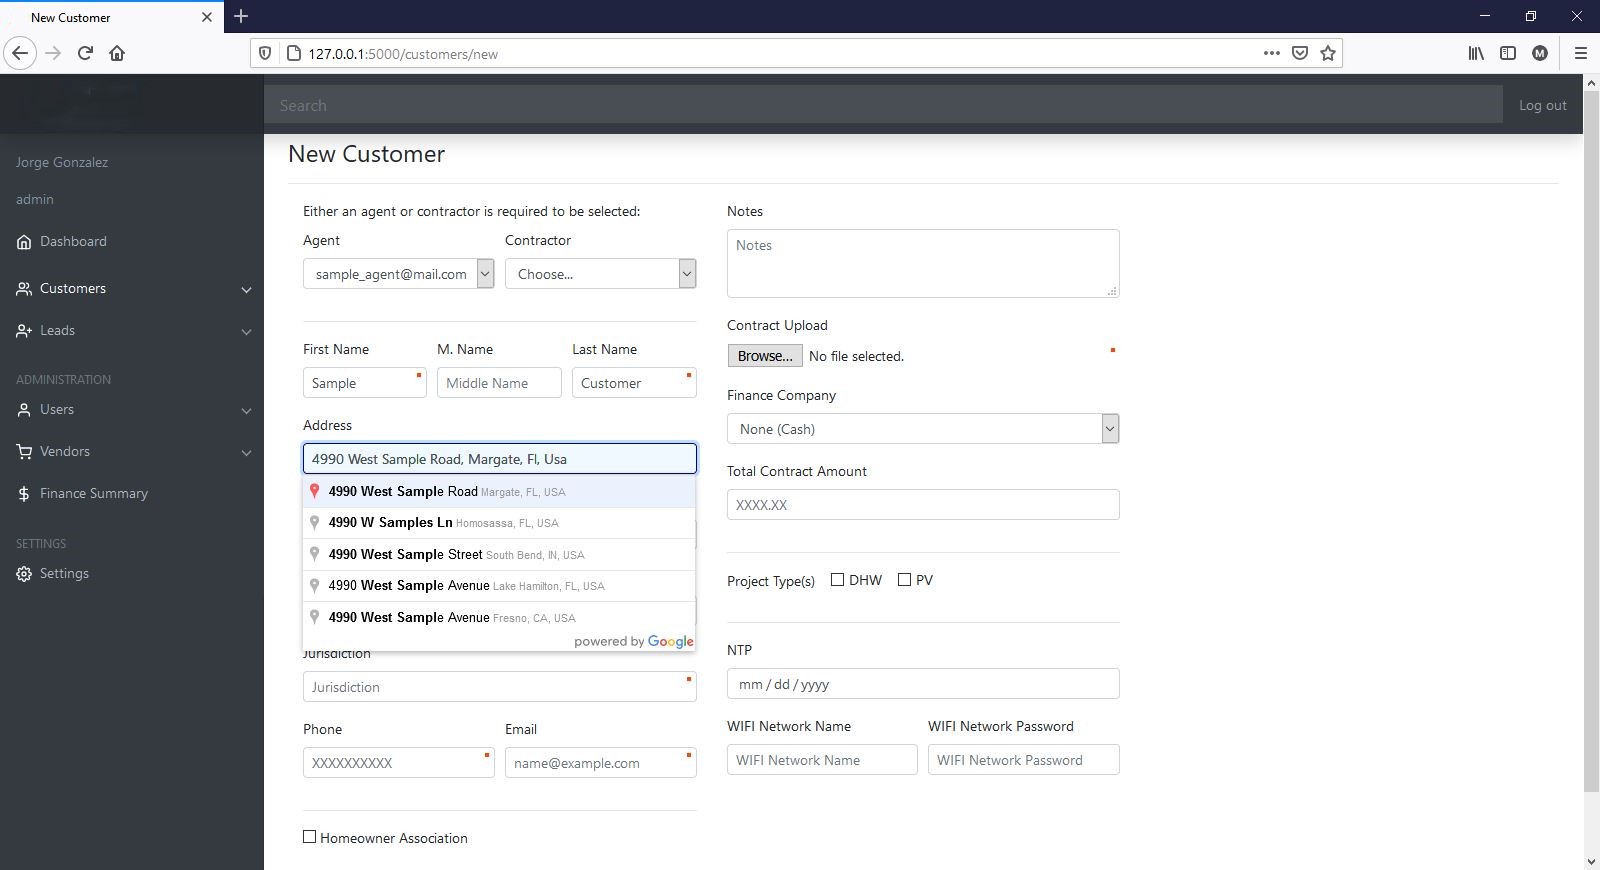 New Customer
127.0.0.1:5000/customers/new
M
Search
Log out
Jorge Gonzalez
admin
Dashboard
Customers
Leads
ADMINISTRATION
Users
Vendors
Finance Summary
SETTINGS
Settings
New Customer
Either an agent or contractor is required to be selected:
Agent Contractor
sample_agent@mail.com Choose...
First Name M. Name Last Name
Sample Middle Name Customer
Address
4990 West Sample Road, Margate, Fl, Usa
4990 West Sample Road Margate, FL, USA
4990 W Samples Ln Homosassa, FL, USA
4990 West Sample Street South Bend, IN, USA
4990 West Sample Avenue Lake Hamilton, FL, USA
4990 West Sample Avenue Fresno, CA, USA
powered by Google
Jurisdiction
Jurisdiction
Phone Email
XXXXXXXXXX name@example.com
Homeowner Association
Notes
Notes
Contract Upload
Browse... No file selected.
Finance Company
None (Cash)
Total Contract Amount
XXXX.XX
Project Type(s) DHW PV
NTP
mm / dd / yyyy
WIFI Network Name WIFI Network Password
WIFI Network Name WIFI Network Password